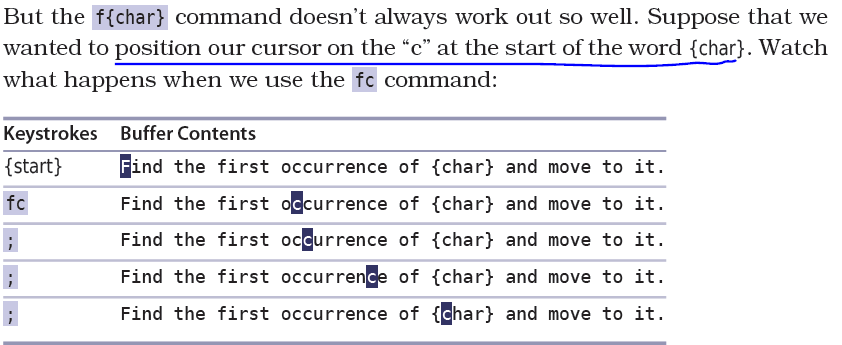 But the f{char} command doesn’t always work out so well. Suppose that we
wanted to position our cursor on the “c” at the start of the word {char}. Watch
what happens when we use the fc command:
Keystrokes Buffer Contents
{start} Find the first occurrence of {char} and move to it.
fc Find the first occurrence of {char} and move to it.
; Find the first occurrence of {char} and move to it.
; Find the first occurrence of {char} and move to it.
; Find the first occurrence of {char} and move to it.